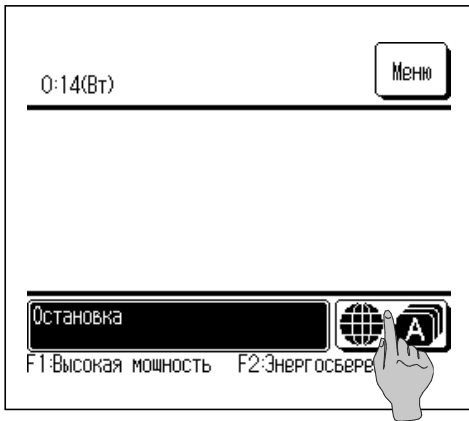 Меню
0:14(Вт)
Остановка
A
F1:Высокая мощность F2:Энергосбере